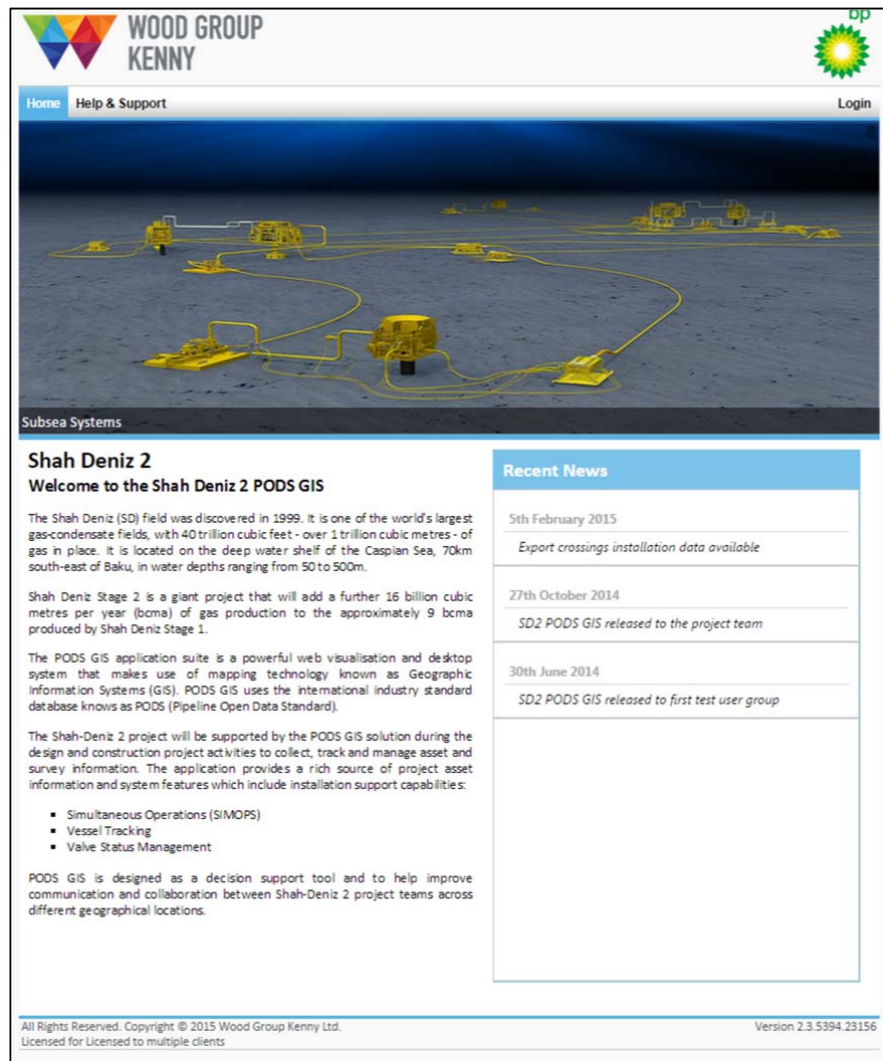 WOOD GROUP
KENNY
bp
Home Help & Support Login
Subsea Systems
Shah Deniz 2
Welcome to the Shah Deniz 2 PODS GIS
The Shah Deniz (SD) field was discovered in 1999. It is one of the world's largest
gas-condensate fields, with 40 trillion cubic feet - over 1 trillion cubic metres - of
gas in place. It is located on the deep water shelf of the Caspian Sea, 70km
south-east of Baku, in water depths ranging from 50 to 500m.
Shah Deniz Stage 2 is a giant project that will add a further 16 billion cubic
metres per year (bcma) of gas production to the approximately 9 bcma
produced by Shah Deniz Stage 1.
The PODS GIS application suite is a powerful web visualisation and desktop
system that makes use of mapping technology known as Geographic
Information Systems (GIS). PODS GIS uses the international industry standard
database knows as PODS (Pipeline Open Data Standard).
The Shah-Deniz 2 project will be supported by the PODS GIS solution during the
design and construction project activities to collect, track and manage asset and
survey information. The application provides a rich source of project asset
information and system features which include installation support capabilities:
▪ Simultaneous Operations (SIMOPS)
▪ Vessel Tracking
▪ Valve Status Management
PODS GIS is designed as a decision support tool and to help improve
communication and collaboration between Shah-Deniz 2 project teams across
different geographical locations.
Recent News
5th February 2015
Export crossings installation data available
27th October 2014
SD2 PODS GIS released to the project team
30th June 2014
SD2 PODS GIS released to first test user group
All Rights Reserved. Copyright © 2015 Wood Group Kenny Ltd. Version 2.3.5394.23156
Licensed for Licensed to multiple clients